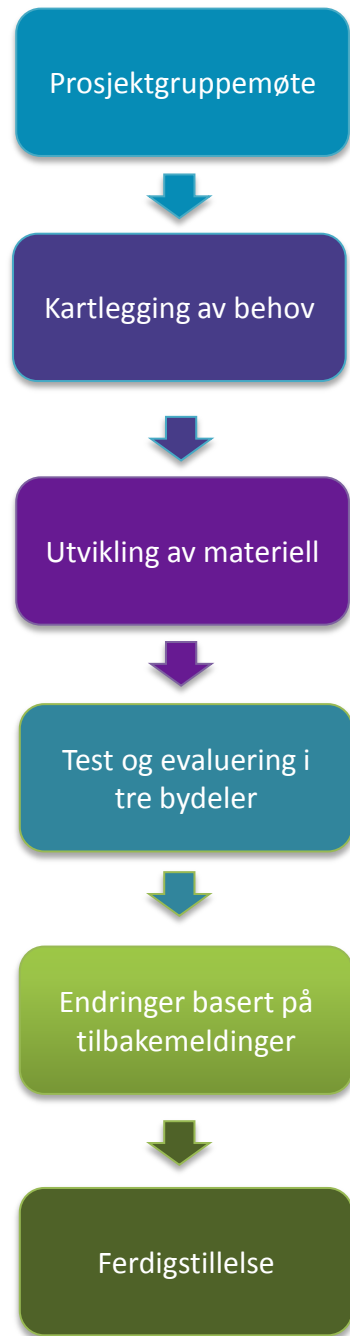 Prosjektgruppemøte
Kartlegging av behov
Utvikling av materiell
Test og evaluering i
tre bydeler
Endringer basert på
tilbakemeldinger
Ferdigstillelse